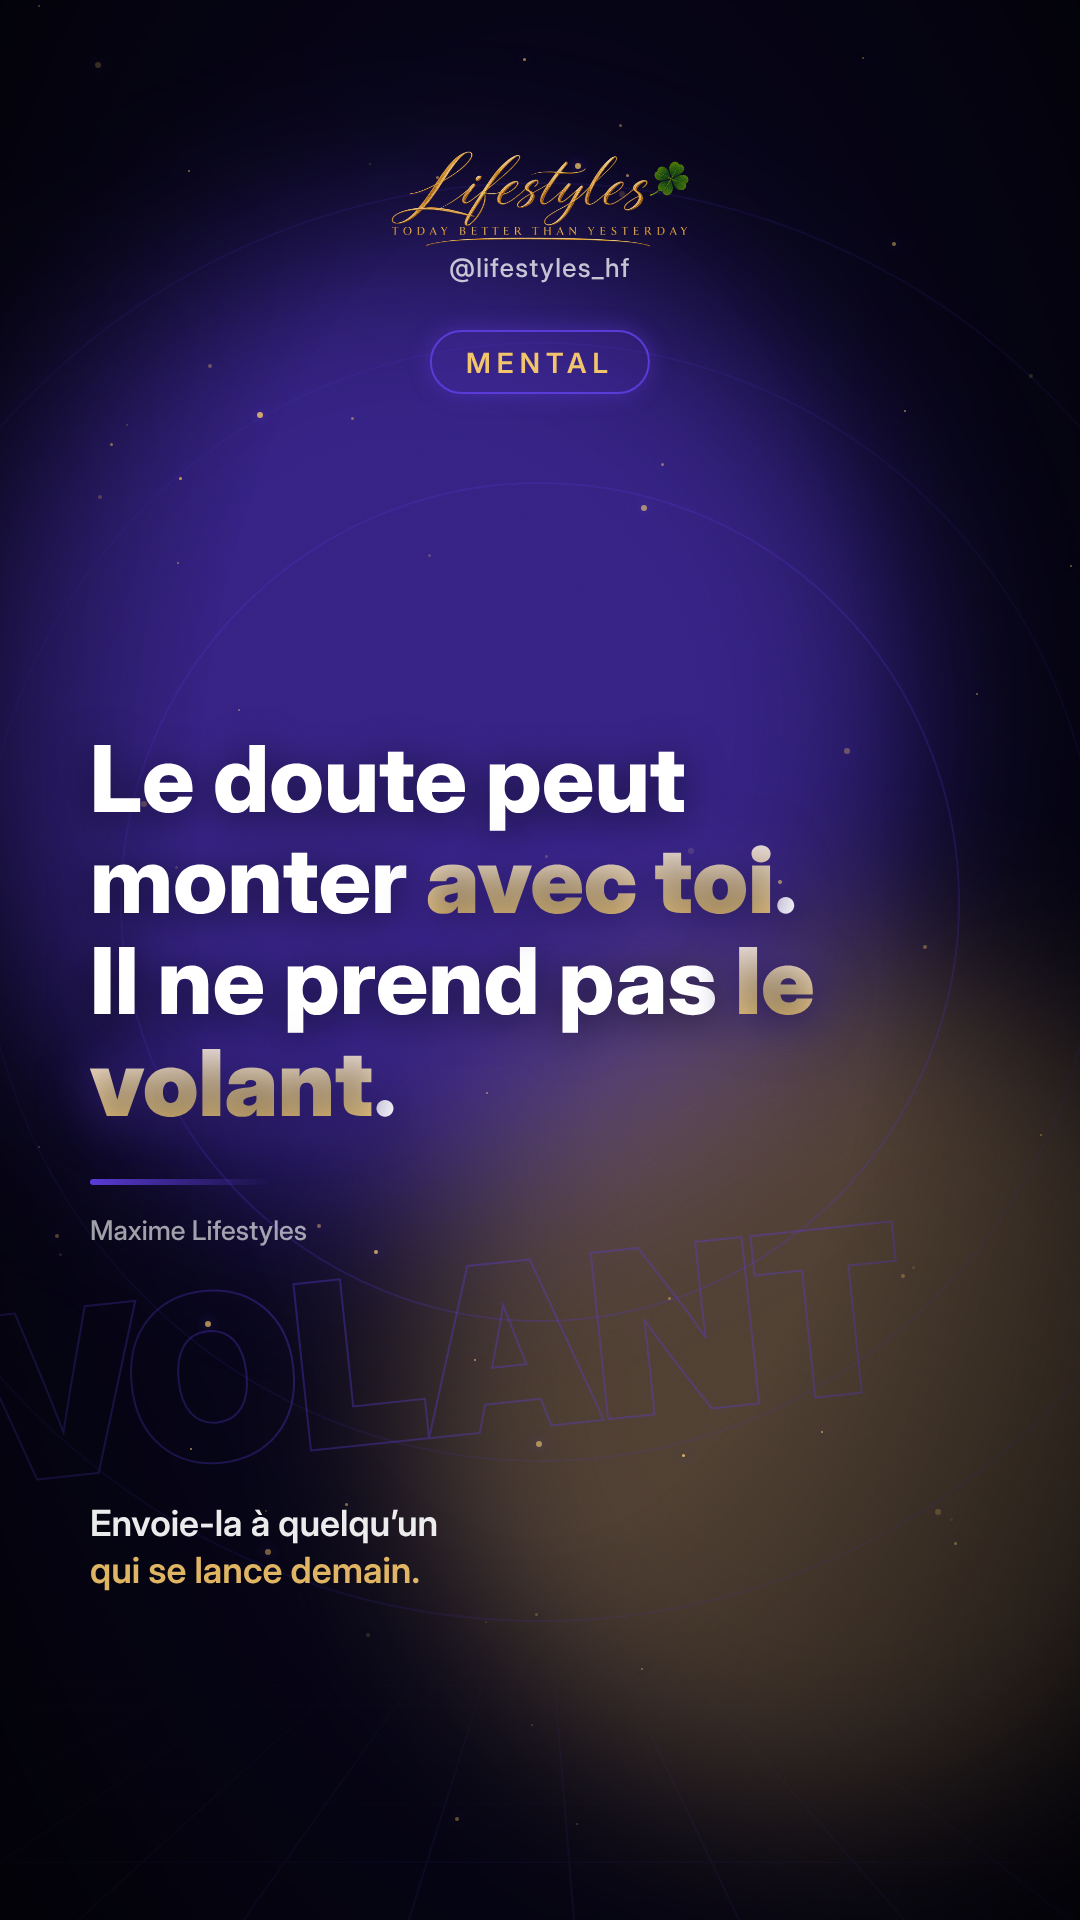 Lifestyles
TODAY BETTER THAN YESTERDAY
@lifestyles_hf
MENTAL
Le doute peut
monter avec toi.
Il ne prend pas le
volant.
Maxime Lifestyles
VOLANT
Envoie-la à quelqu’un
qui se lance demain.